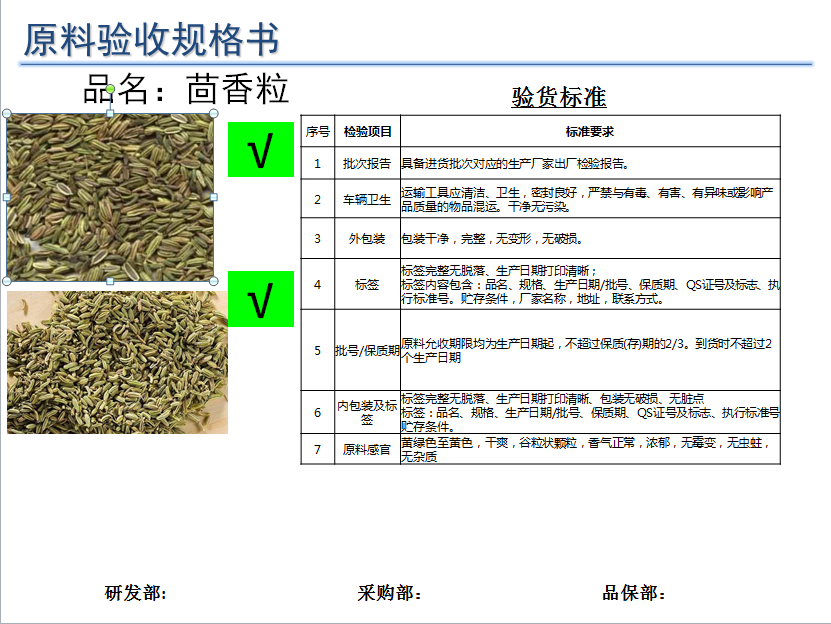 原料验收规格书
品名：茴香粒
√
√
验货标准
序号 检验项目 标准要求
1 批次报告 具备进货批次对应的生产厂家出厂检验报告。
2 车辆卫生 运输工具应清洁、卫生，密封良好，严禁与有毒、有害、有异味或影响产
品质量的物品混运。干净无污染。
3 外包装 包装干净，完整，无变形，无破损。
4 标签 标签完整无脱落、生产日期打印清晰；
标签内容包含：品名、规格、生产日期/批号、保质期、QS证号及标志、执
行标准号。贮存条件，厂家名称，地址，联系方式。
5 批号/保质期 原料允收期限均为生产日期起，不超过保质(存)期的2/3。到货时不超过2
个生产日期
6 内包装及标
签
标签完整无脱落、生产日期打印清晰、包装无破损、无脏点
标签：品名、规格、生产日期/批号、保质期、QS证号及标志、执行标准号
贮存条件。
7 原料感官 黄绿色至黄色，干爽，谷粒状颗粒，香气正常，浓郁，无霉变，无虫蛀，
无杂质
研发部: 采购部： 品保部：